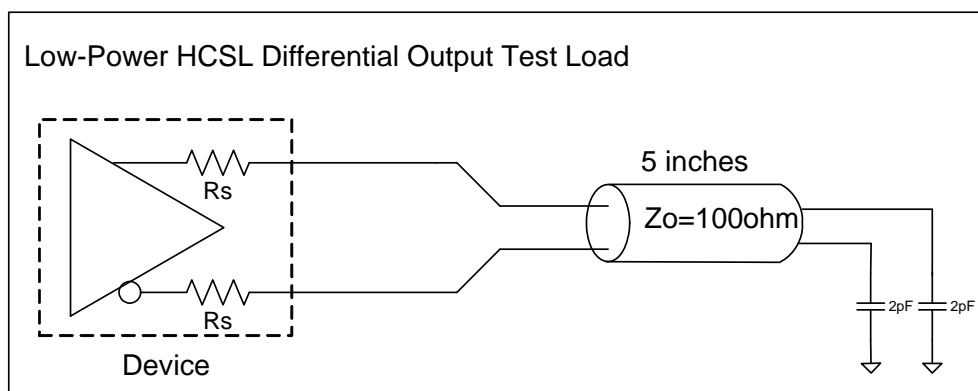 Low-Power HCSL Differential Output Test Load
5 inches
Rs
Zo=100ohm
Rs
2pF
2pF
Device